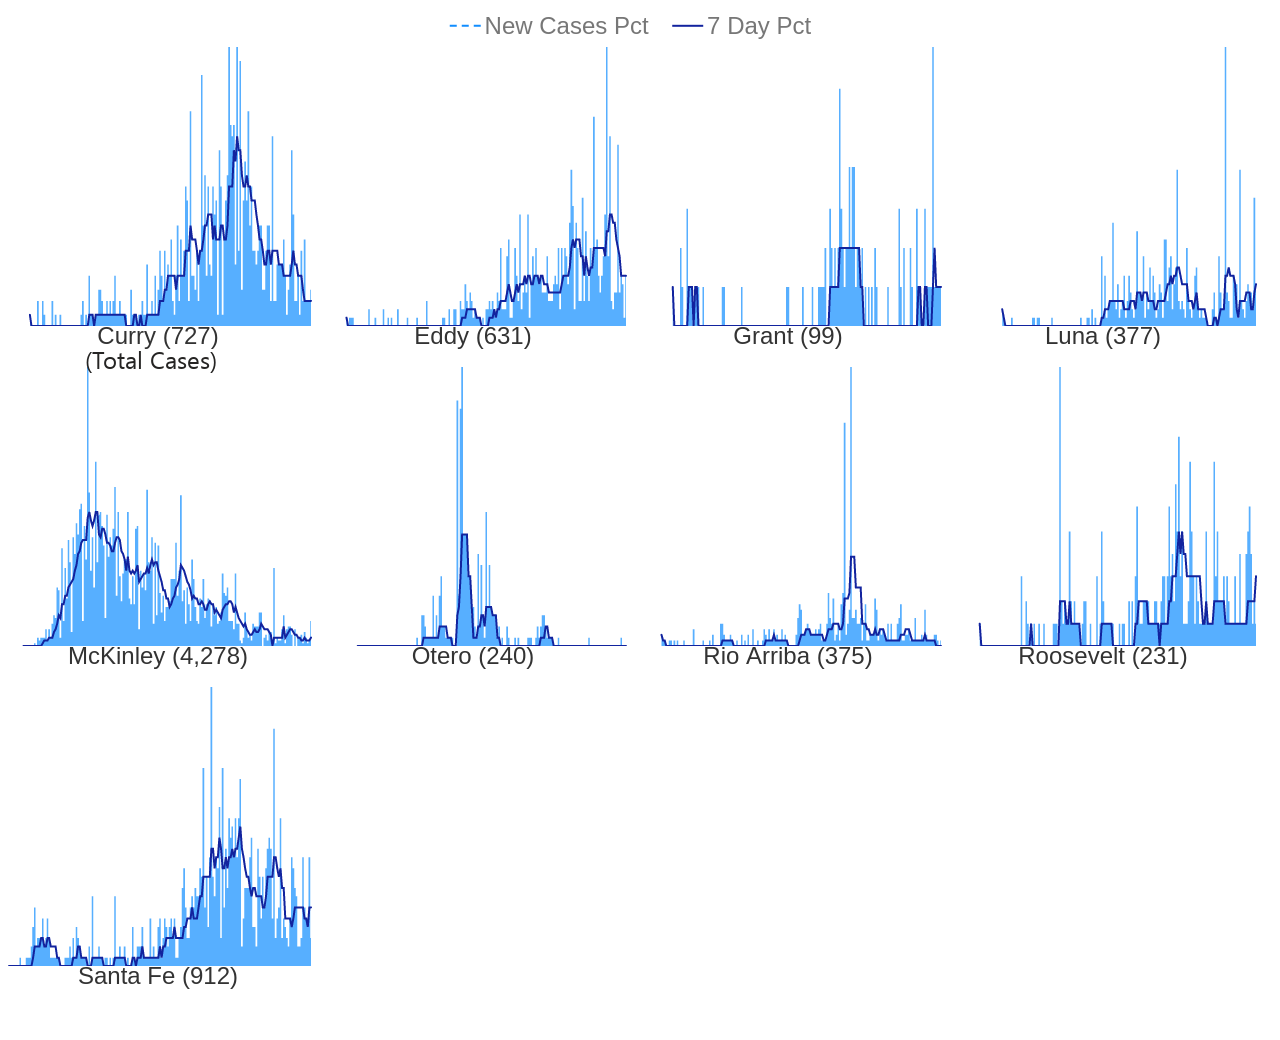 New Cases Pct 7 Day Pct
Curry (727) Eddy (631) Grant (99) Luna (377)
(Total Cases)
McKinley (4,278) Otero (240) Rio Arriba (375) Roosevelt (231)
Santa Fe (912)